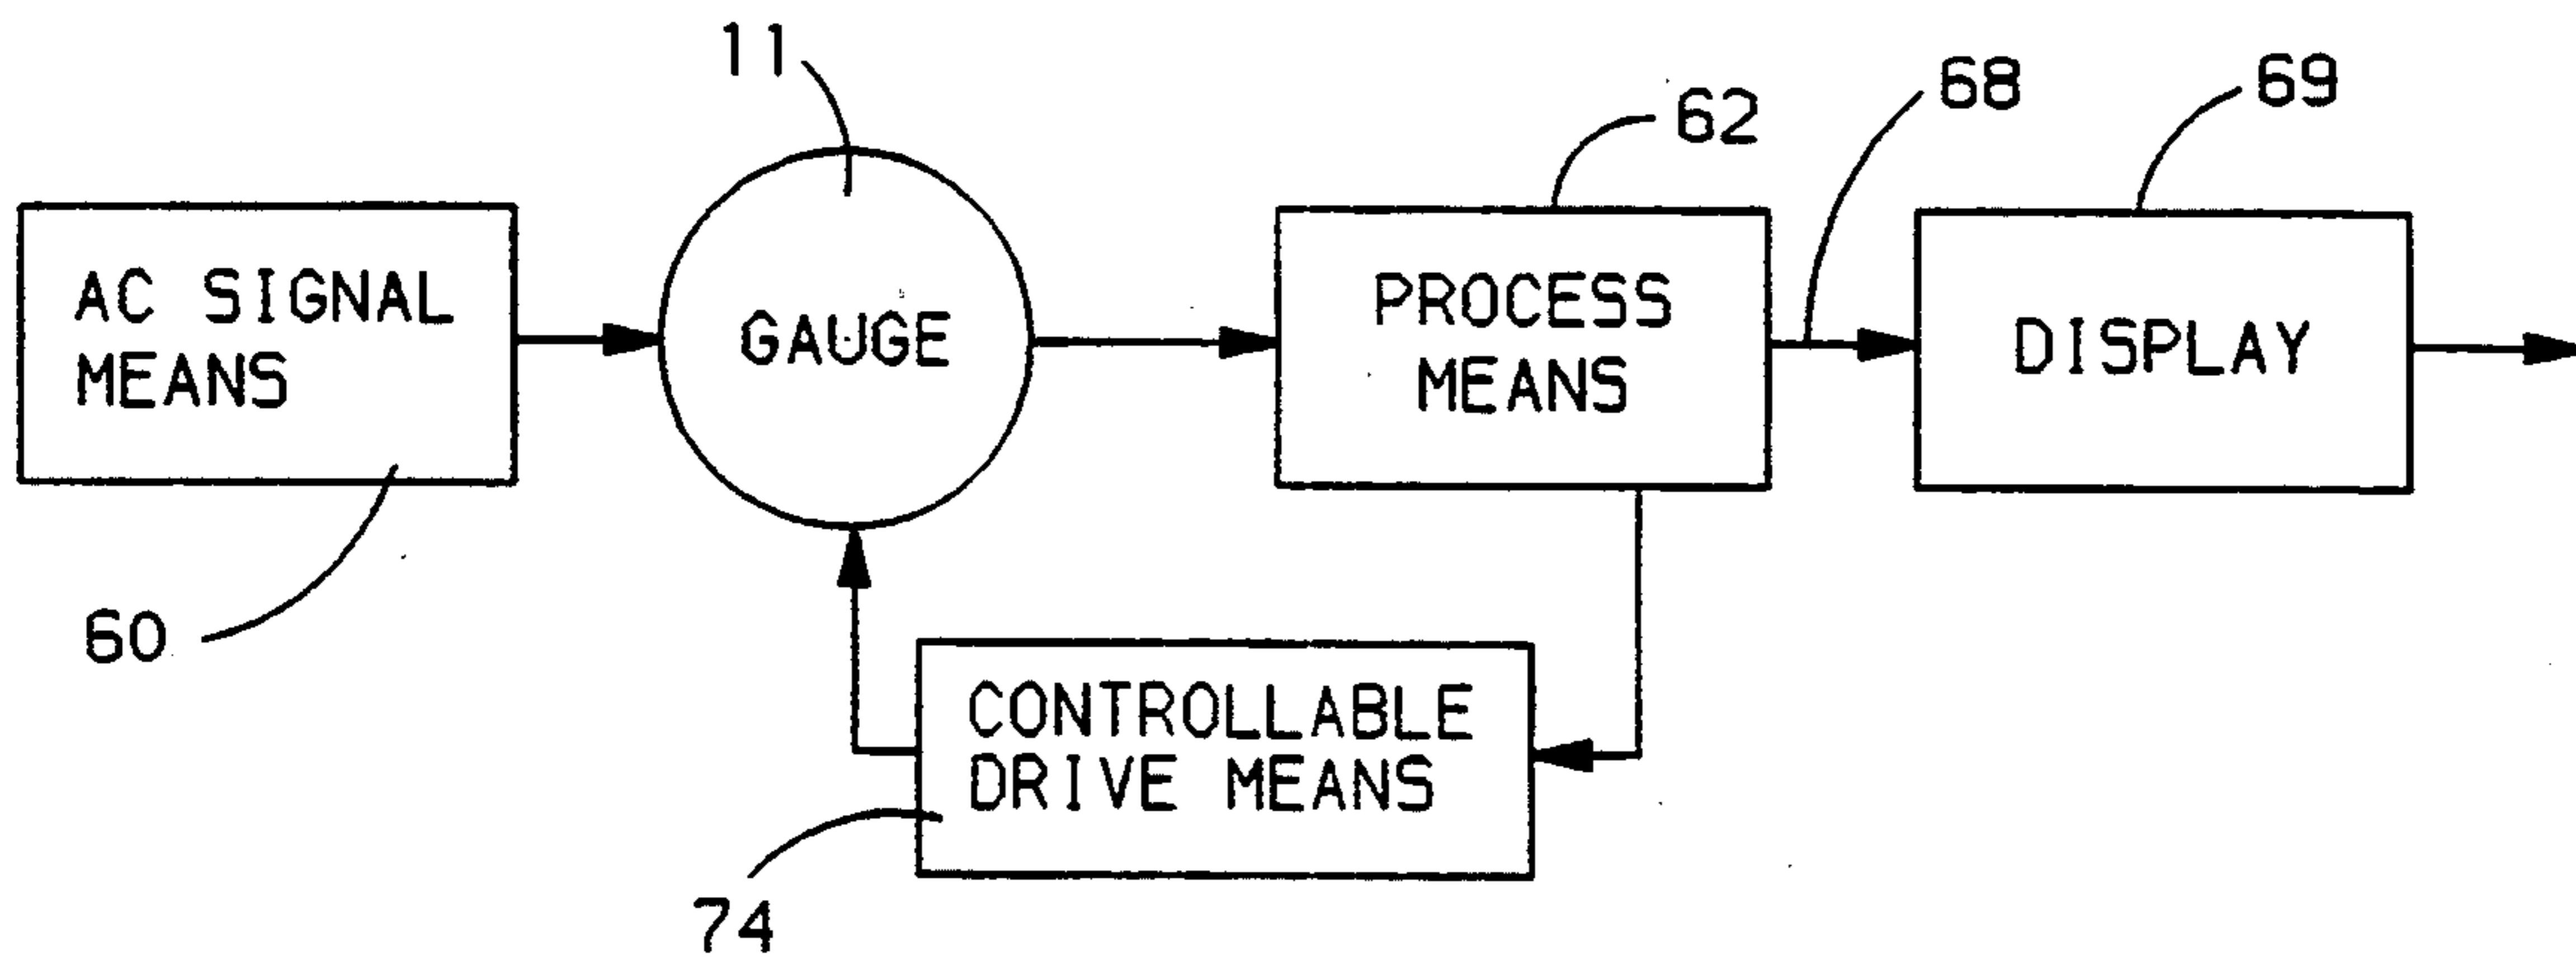 11
62
68
69
AC SIGNAL
MEANS
GAUGE
PROCESS
MEANS
DISPLAY
60
CONTROLLABLE
DRIVE MEANS
74